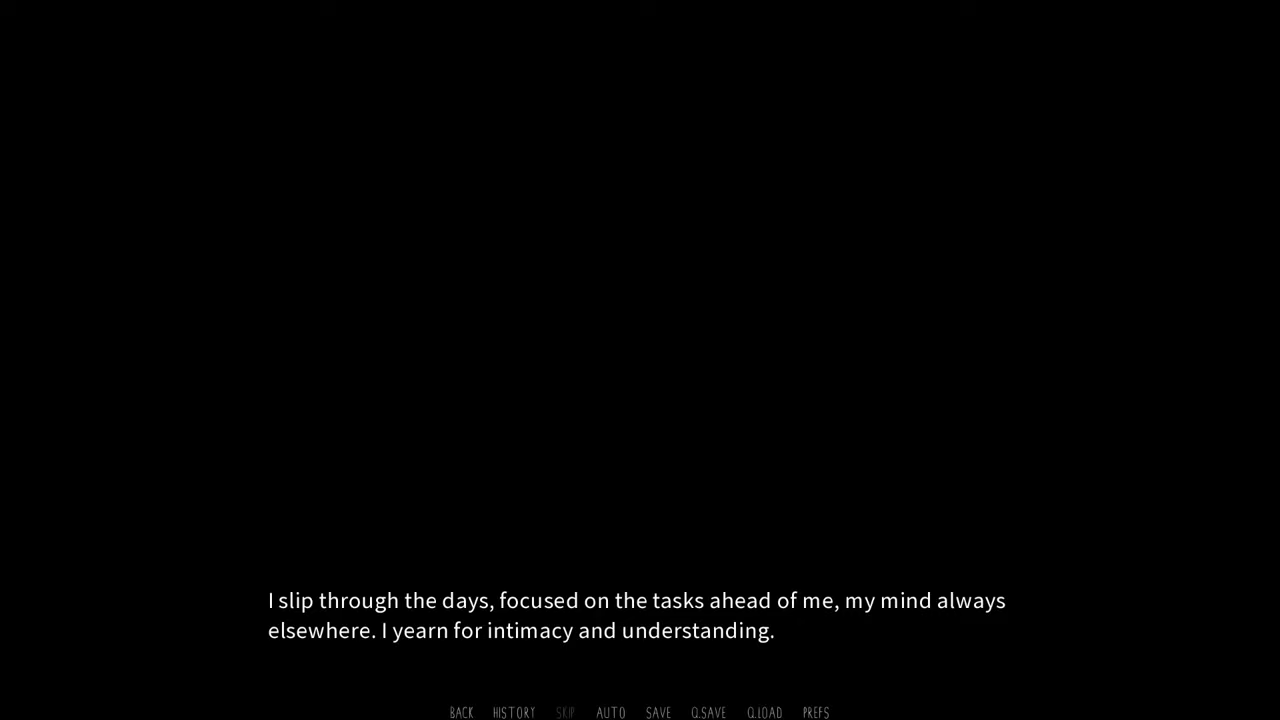 I slip through the days, focused on the tasks ahead of me, my mind always
elsewhere. I yearn for intimacy and understanding.
BACK HISTORY SKIP AUTO SAVE Q.SAVE Q.LOAD PREFS